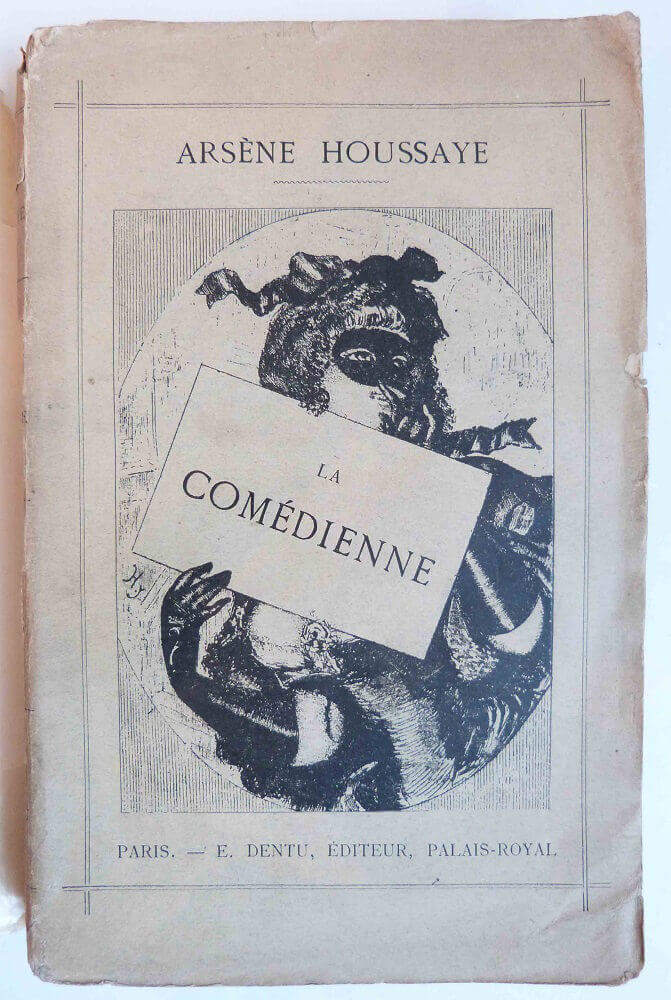 ARSÈNE HOUSSAYE
LA
COMÉDIENNE
PARIS. — E. DENTU, ÉDITEUR, PALAIS-ROYAL